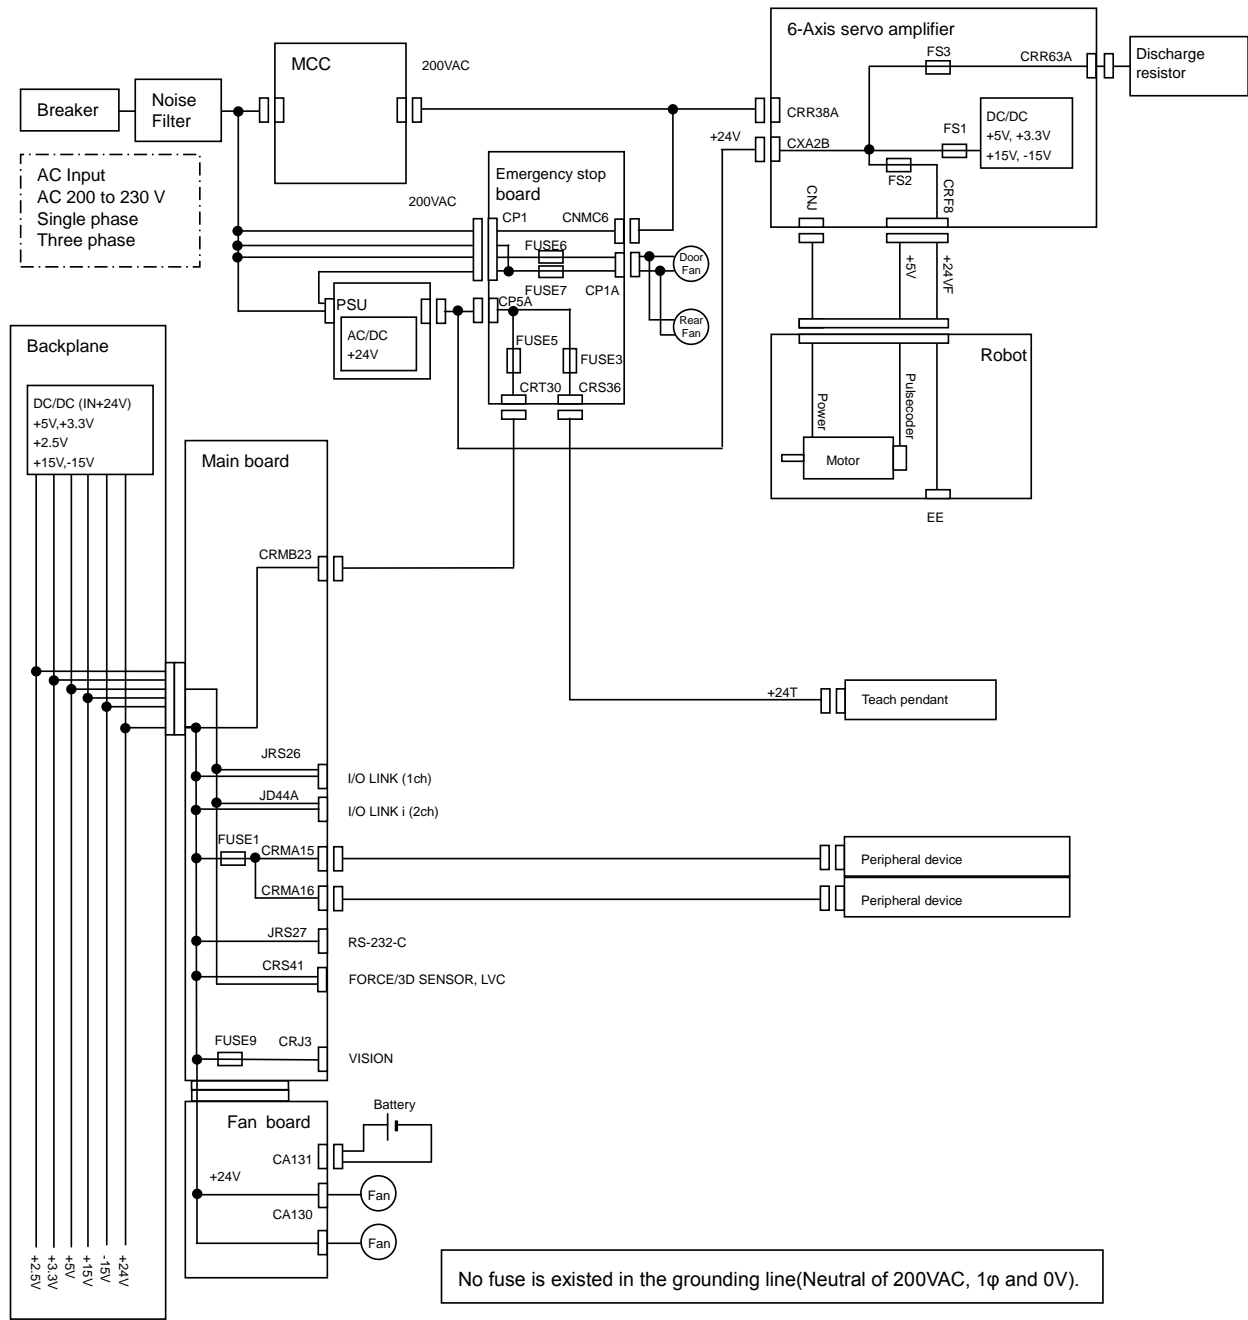 Breaker
Noise
Filter
MCC
200VAC
6-Axis servo amplifier
FS3
CRR63A
Discharge
resistor
AC Input
AC 200 to 230 V
Single phase
Three phase
CRR38A
+24V
CXA2B
FS1
DC/DC
+5V, +3.3V
+15V, -15V
FS2
CNJ
CRF8
Emergency stop
board
200VAC
CP1
CNMC6
FUSE6
FUSE7
CP1A
Door
Fan
Rear
Fan
PSU
AC/DC
+24V
CP5A
FUSE5
FUSE3
CRT30
CRS36
+5V
+24VF
Robot
Power
Pulsecoder
Motor
EE
Backplane
DC/DC (IN+24V)
+5V,+3.3V
+2.5V
+15V,-15V
Main board
CRMB23
+24T
Teach pendant
JRS26
I/O LINK (1ch)
JD44A
I/O LINK i (2ch)
FUSE1
CRMA15
Peripheral device
CRMA16
Peripheral device
JRS27
RS-232-C
CRS41
FORCE/3D SENSOR, LVC
FUSE9
CRJ3
VISION
Fan board
Battery
CA131
+24V
Fan
CA130
Fan
+2.5V
+3.3V
+5V
+15V
-15V
+24V
No fuse is existed in the grounding line(Neutral of 200VAC, 1φ and 0V).